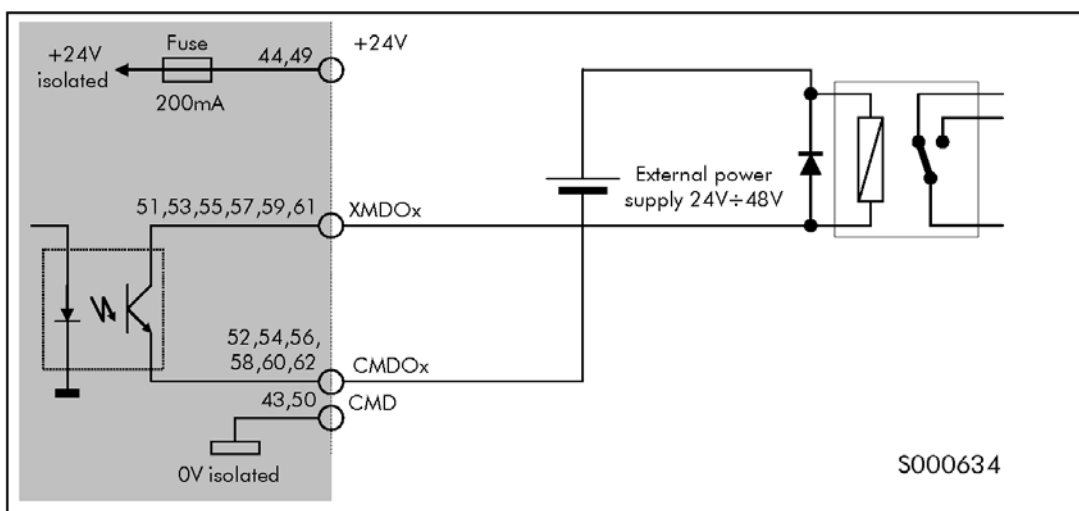 Fuse
+24V
isolated
200mA
44,49
+24V
51,53,55,57,59,61
XMDOx
External power
supply 24V÷48V
52,54,56,
58,60,62
CMDOx
43,50
CMD
0V isolated
S000634